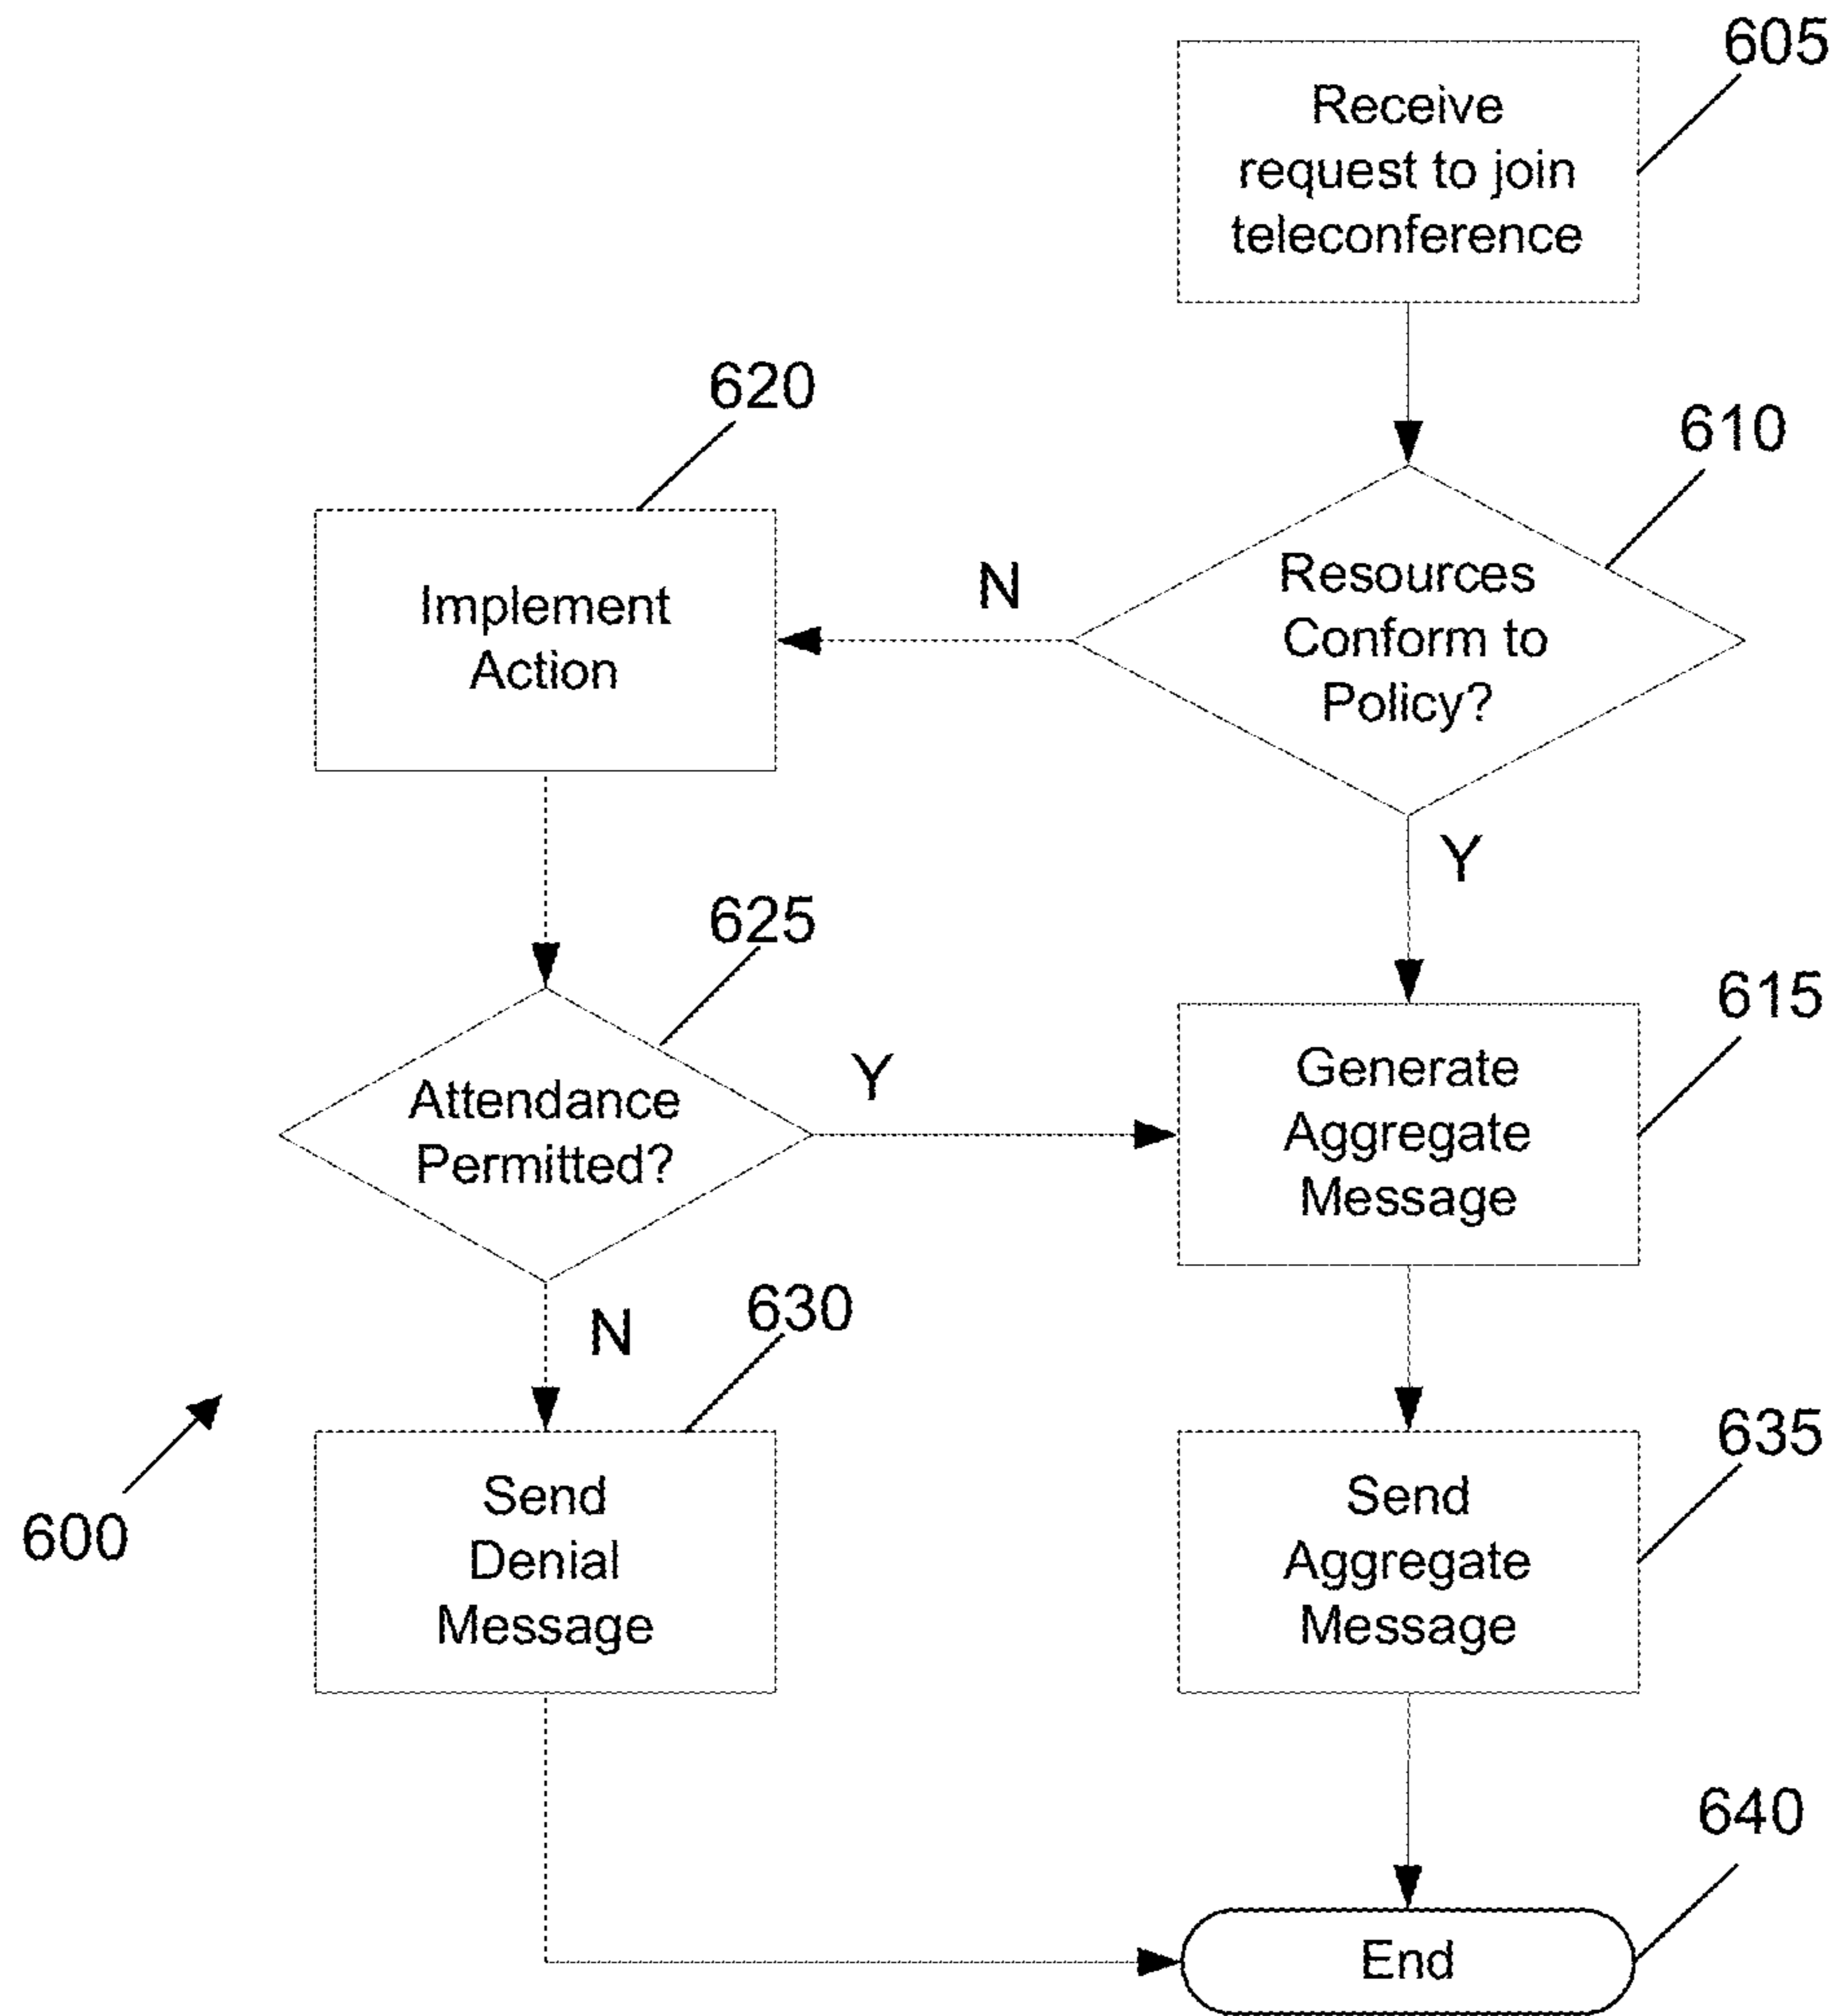 605
Receive
request to join
teleconference
620
610
Implement
Action
N
Resources
Conform to
Policy?
Y
625
615
Attendance
Permitted?
Y
Generate
Aggregate
Message
N
630
635
600
Send
Denial
Message
Send
Aggregate
Message
640
End